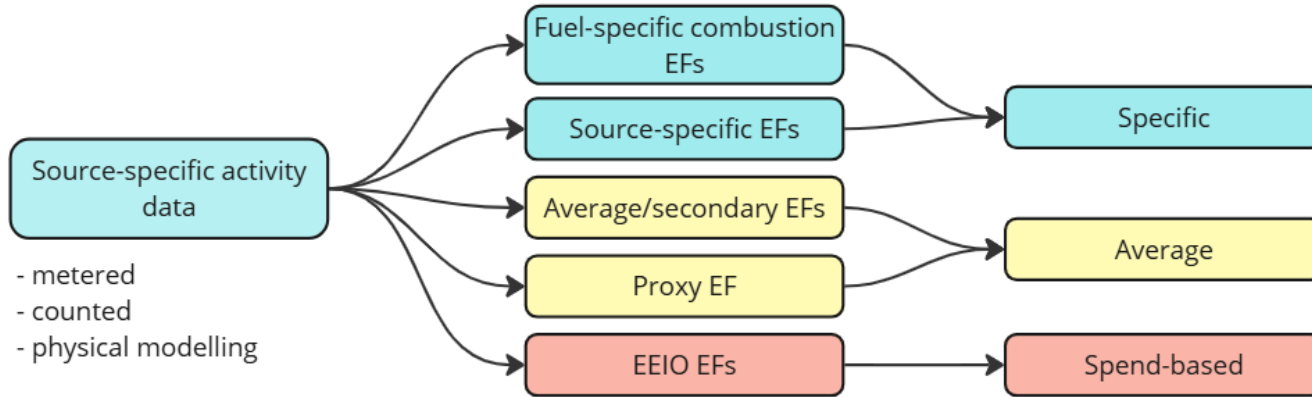 Source-specific activity
data
- metered
- counted
- physical modelling
Fuel-specific combustion
EFs
Source-specific EFs
Average/secondary EFs
Proxy EF
EEIO EFs
Specific
Average
Spend-based